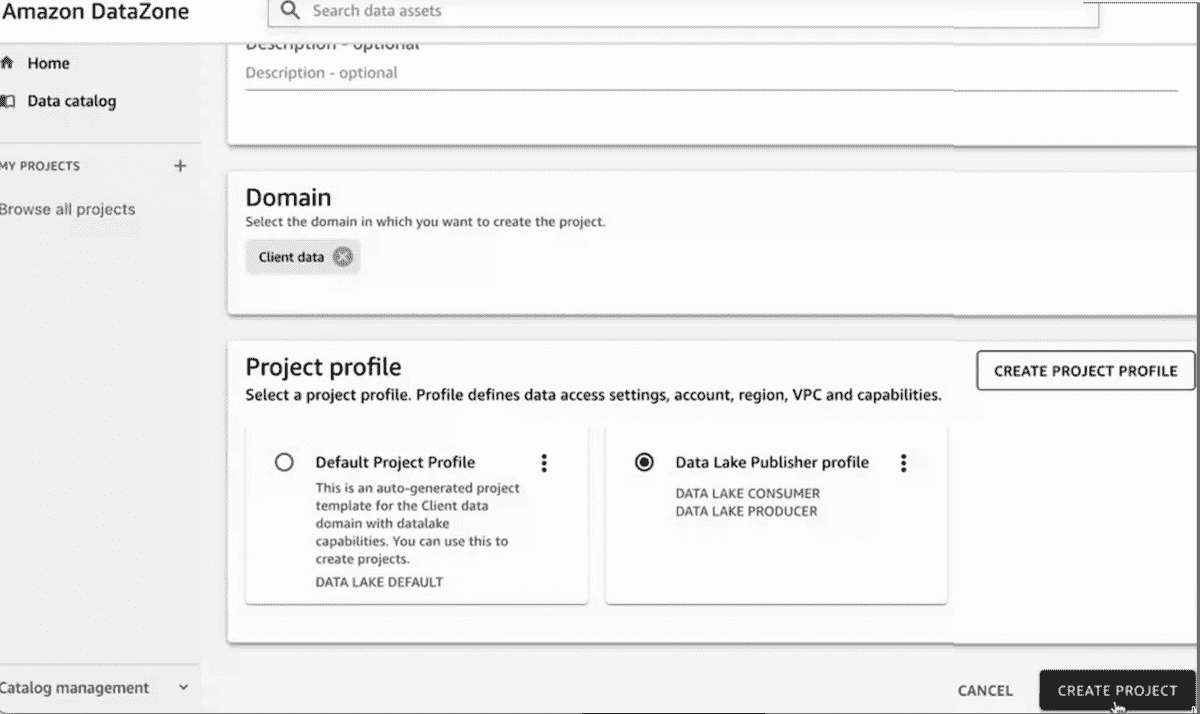 Amazon DataZone
Search data assets
Home
Data catalog
MY PROJECTS
+
Browse all projects
Catalog management
Description - optional
Description - optional
Domain
Select the domain in which you want to create the project.
Client data
Project profile
Select a project profile. Profile defines data access settings, account, region, VPC and capabilities.
CREATE PROJECT PROFILE
Default Project Profile
This is an auto-generated project
template for the Client data
domain with datalake
capabilities. You can use this to
create projects.
DATA LAKE DEFAULT
Data Lake Publisher profile
DATA LAKE CONSUMER
DATA LAKE PRODUCER
CANCEL
CREATE PROJECT